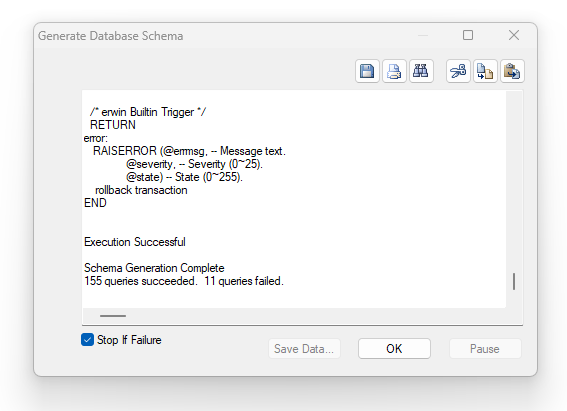 Generate Database Schema
/* erwin Builtin Trigger */
RETURN
error:
RAISERROR (@errmsg, -- Message text.
@severity, -- Severity (0~25).
@state) -- State (0~255).
rollback transaction
END
Execution Successful
Schema Generation Complete
155 queries succeeded.  11 queries failed.
Stop If Failure
Save Data...
OK
Pause